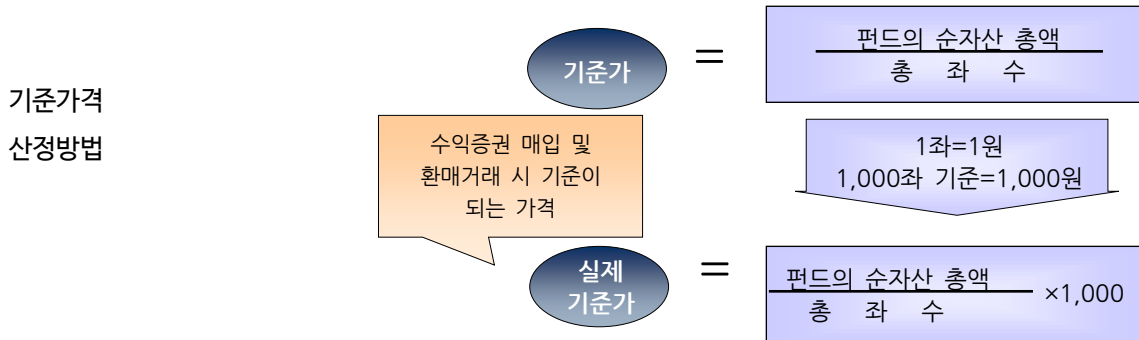 기준가격
산정방법
기준가
=
펀드의 순자산 총액
총 좌 수
수익증권 매입 및
환매거래 시 기준이
되는 가격
1좌=1원
1,000좌 기준=1,000원
실제
기준가
=
펀드의 순자산 총액
총 좌 수
×1,000